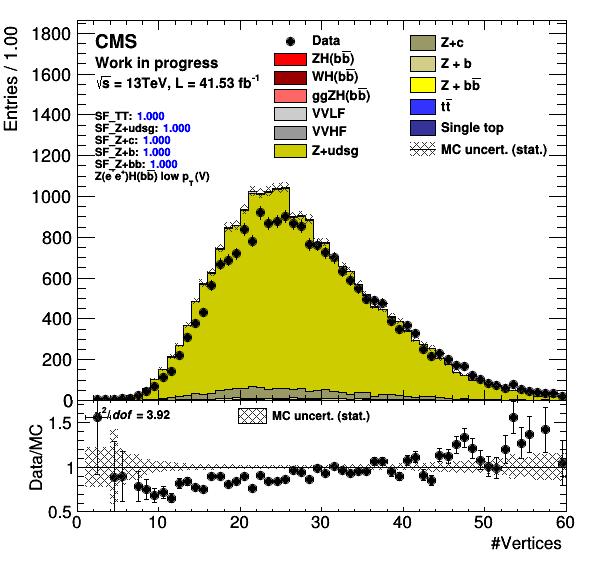 CMS
Work in progress
√s = 13TeV, L = 41.53 fb⁻¹
SF_TT: 1.000
SF_Z+udsg: 1.000
SF_Z+c: 1.000
SF_Z+b: 1.000
SF_Z+bb: 1.000
Z(e⁻e⁺)H(bb̅) low p_T(V)
Data
ZH(bb̅)
WH(bb̅)
ggZH(bb̅)
VVLF
VVHF
Z+udsg
Z+c
Z + b
Z + bb̅
tt̅
Single top
MC uncert. (stat.)
Entries / 1.00
1800
1600
1400
1200
1000
800
600
400
200
0
²/dof = 3.92
MC uncert. (stat.)
Data/MC
1.5
1
0.5
0 10 20 30 40 50 60
#Vertices